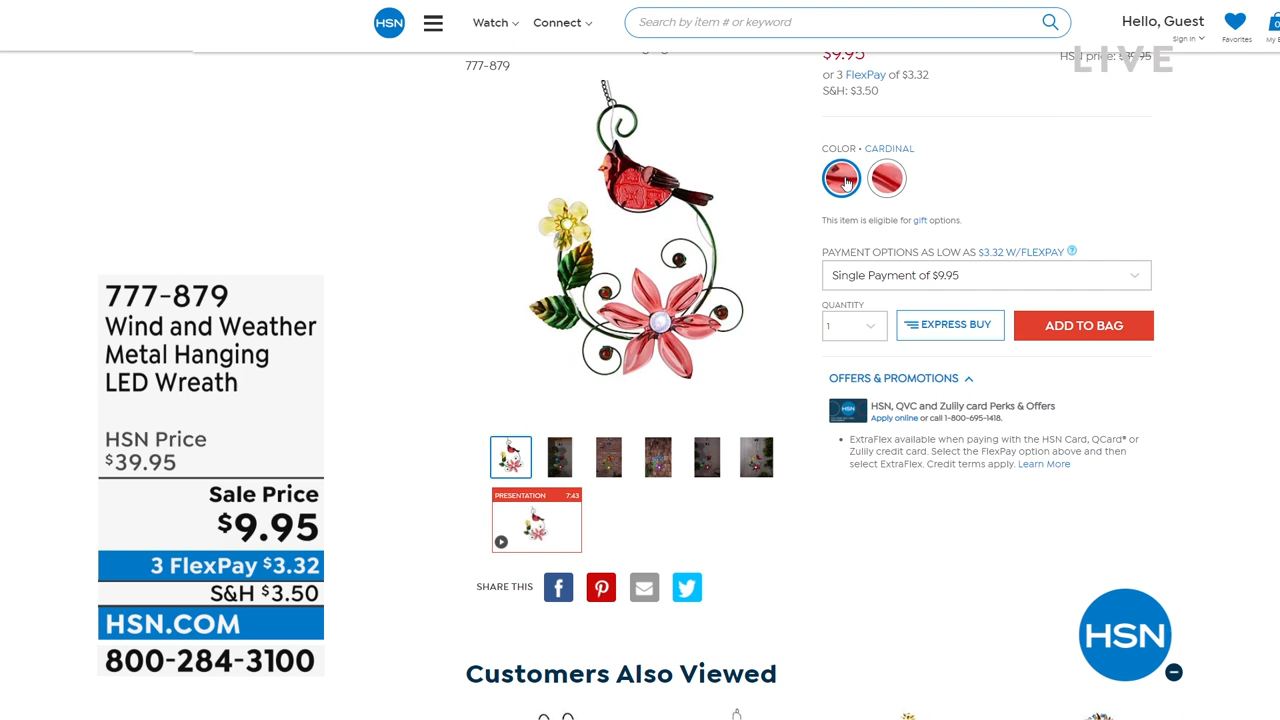 HSN
Watch
Connect
Search by item # or keyword
Hello, Guest
Sign In
Favorites
0
LIVE
777-879
$9.95
HSN price: $39.95
or 3 FlexPay of $3.32
S&H: $3.50
COLOR • CARDINAL
This item is eligible for gift options.
PAYMENT OPTIONS AS LOW AS $3.32 W/FLEXPAY ?
Single Payment of $9.95
QUANTITY
1
EXPRESS BUY
ADD TO BAG
OFFERS & PROMOTIONS
HSN
HSN, QVC and Zulily card Perks & Offers
Apply online or call 1-800-695-1418.
• ExtraFlex available when paying with the HSN Card, QCard® or
Zulily credit card. Select the FlexPay option above and then
select ExtraFlex. Credit terms apply. Learn More
PRESENTATION 7:43
SHARE THIS
Customers Also Viewed
777-879
Wind and Weather
Metal Hanging
LED Wreath
HSN Price
$39.95
Sale Price
$9.95
3 FlexPay $3.32
S&H $3.50
HSN.COM
800-284-3100
HSN